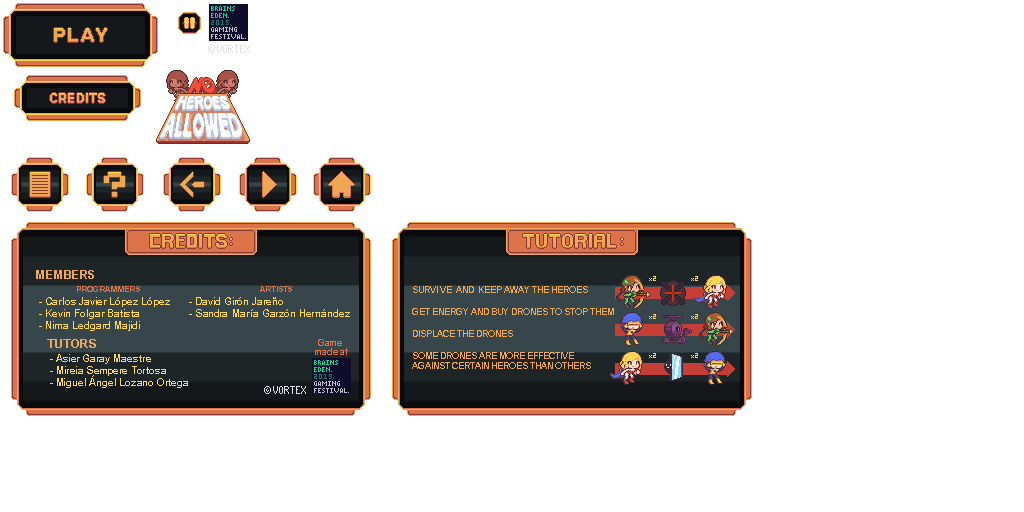 PLAY
BRAINS
EDEN.
2015.
GAMING
FESTIVAL.
©VORTEX
CREDITS
NO
HEROES
ALLOWED
?
CREDITS:
MEMBERS
PROGRAMMERS
ARTISTS
- Carlos Javier López López
- David Girón Jareño
- Kevin Folgar Batista
- Sandra María Garzón Hernández
- Nima Ledgard Majidi
TUTORS
- Asier Garay Maestre
- Mireia Sempere Tortosa
- Miguel Ángel Lozano Ortega
Game
made at
BRAINS
EDEN.
2015.
GAMING
FESTIVAL.
©VORTEX
TUTORIAL:
SURVIVE AND KEEP AWAY THE HEROES
GET ENERGY AND BUY DRONES TO STOP THEM
DISPLACE THE DRONES
SOME DRONES ARE MORE EFFECTIVE
AGAINST CERTAIN HEROES THAN OTHERS
x2 x2
x2 x2
x2 x2